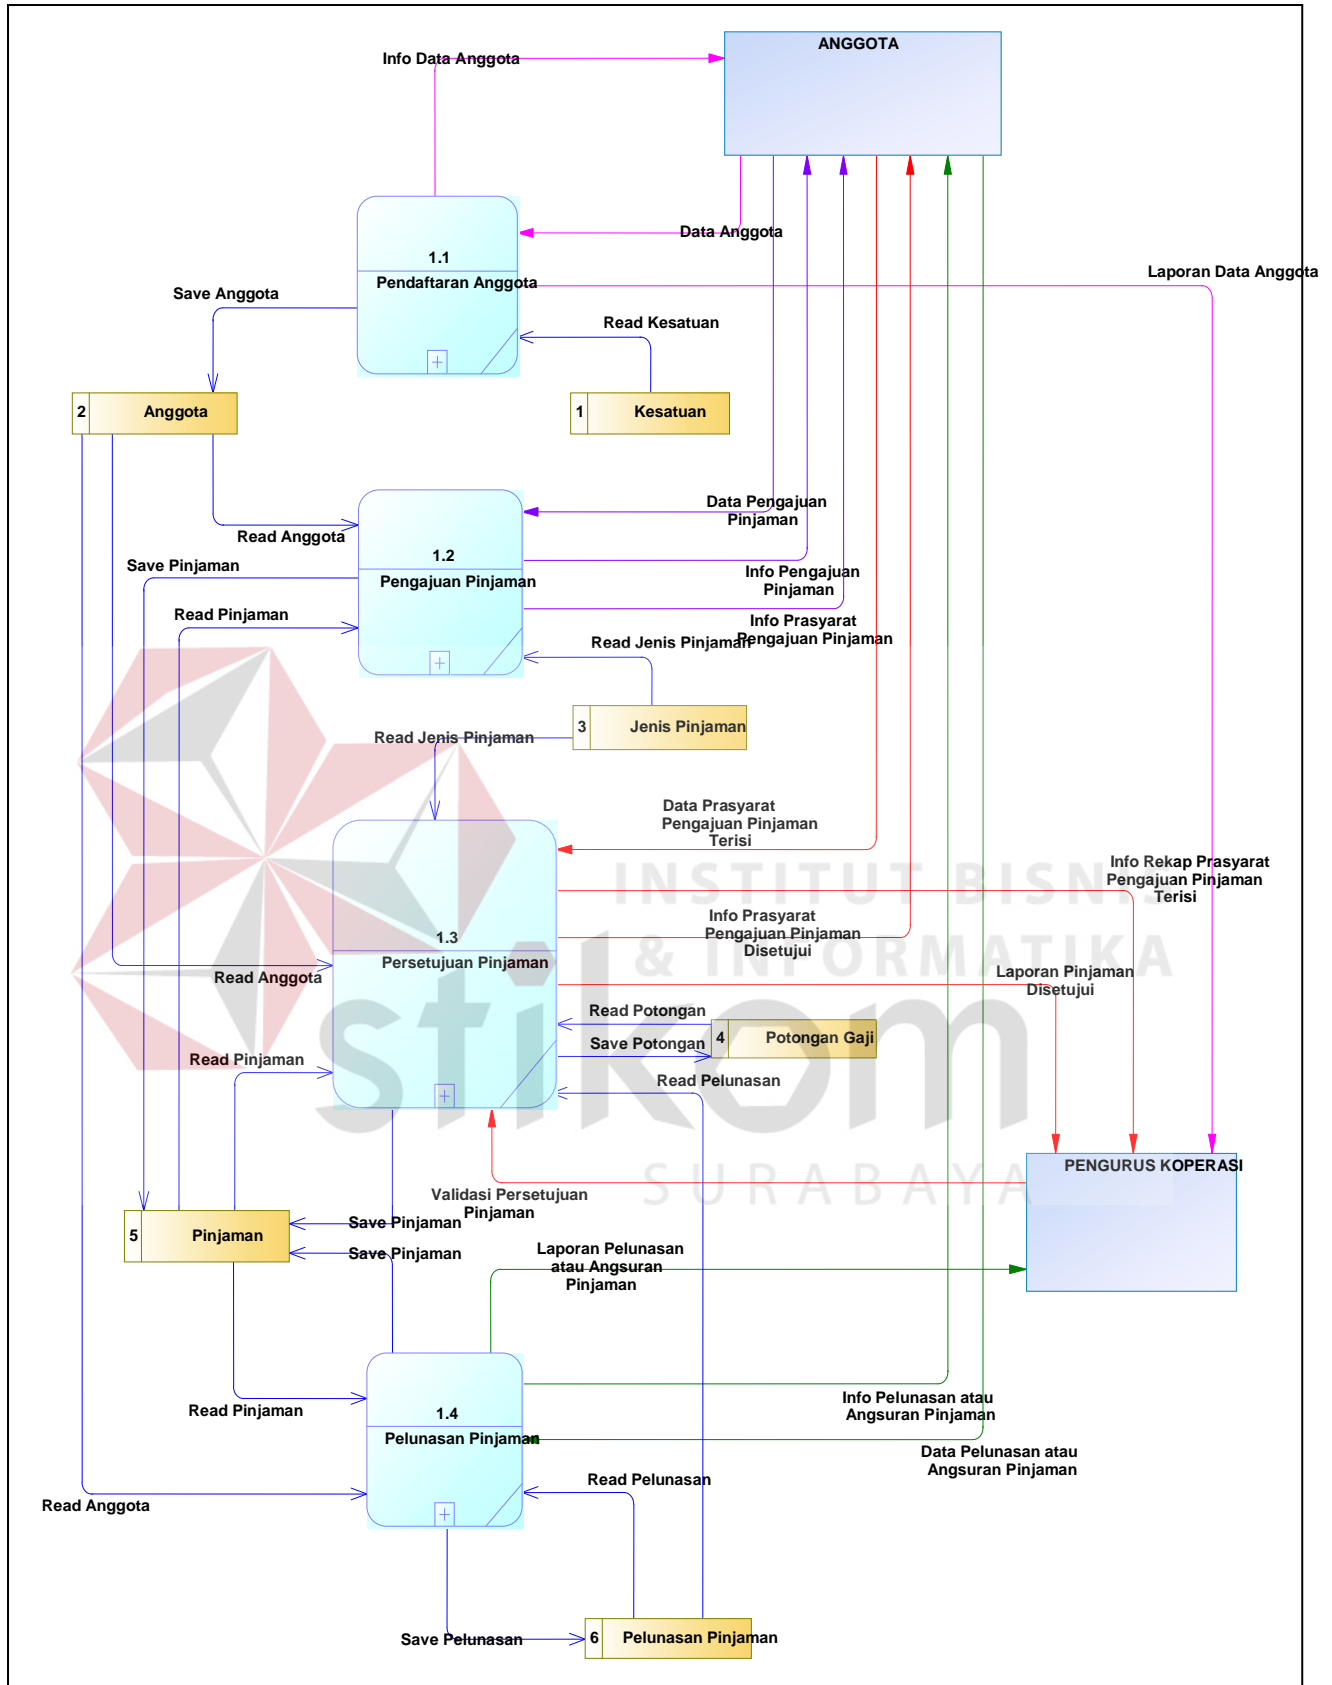 ANGGOTA
Info Data Anggota
Data Anggota
1.1
Pendaftaran Anggota
Laporan Data Anggota
Save Anggota
Read Kesatuan
2
Anggota
1
Kesatuan
Data Pengajuan
Pinjaman
Read Anggota
1.2
Pengajuan Pinjaman
Save Pinjaman
Info Pengajuan
Pinjaman
Read Pinjaman
Info Prasyarat
Pengajuan Pinjaman
Read Jenis Pinjaman
3
Jenis Pinjaman
Read Jenis Pinjaman
Data Prasyarat
Pengajuan Pinjaman
Terisi
Info Rekap Prasyarat
Pengajuan Pinjaman
Terisi
INSTITUT BISNIS
& INFORMATIKA
stikom
SURABAYA
Info Prasyarat
Pengajuan Pinjaman
Disetujui
1.3
Persetujuan Pinjaman
Read Anggota
Laporan Pinjaman
Disetujui
Read Potongan
4
Potongan Gaji
Save Potongan
Read Pinjaman
Read Pelunasan
PENGURUS KOPERASI
Validasi Persetujuan
Pinjaman
5
Pinjaman
Save Pinjaman
Save Pinjaman
Laporan Pelunasan
atau Angsuran
Pinjaman
Read Pinjaman
1.4
Pelunasan Pinjaman
Info Pelunasan atau
Angsuran Pinjaman
Data Pelunasan atau
Angsuran Pinjaman
Read Pelunasan
Read Anggota
Save Pelunasan
6
Pelunasan Pinjaman